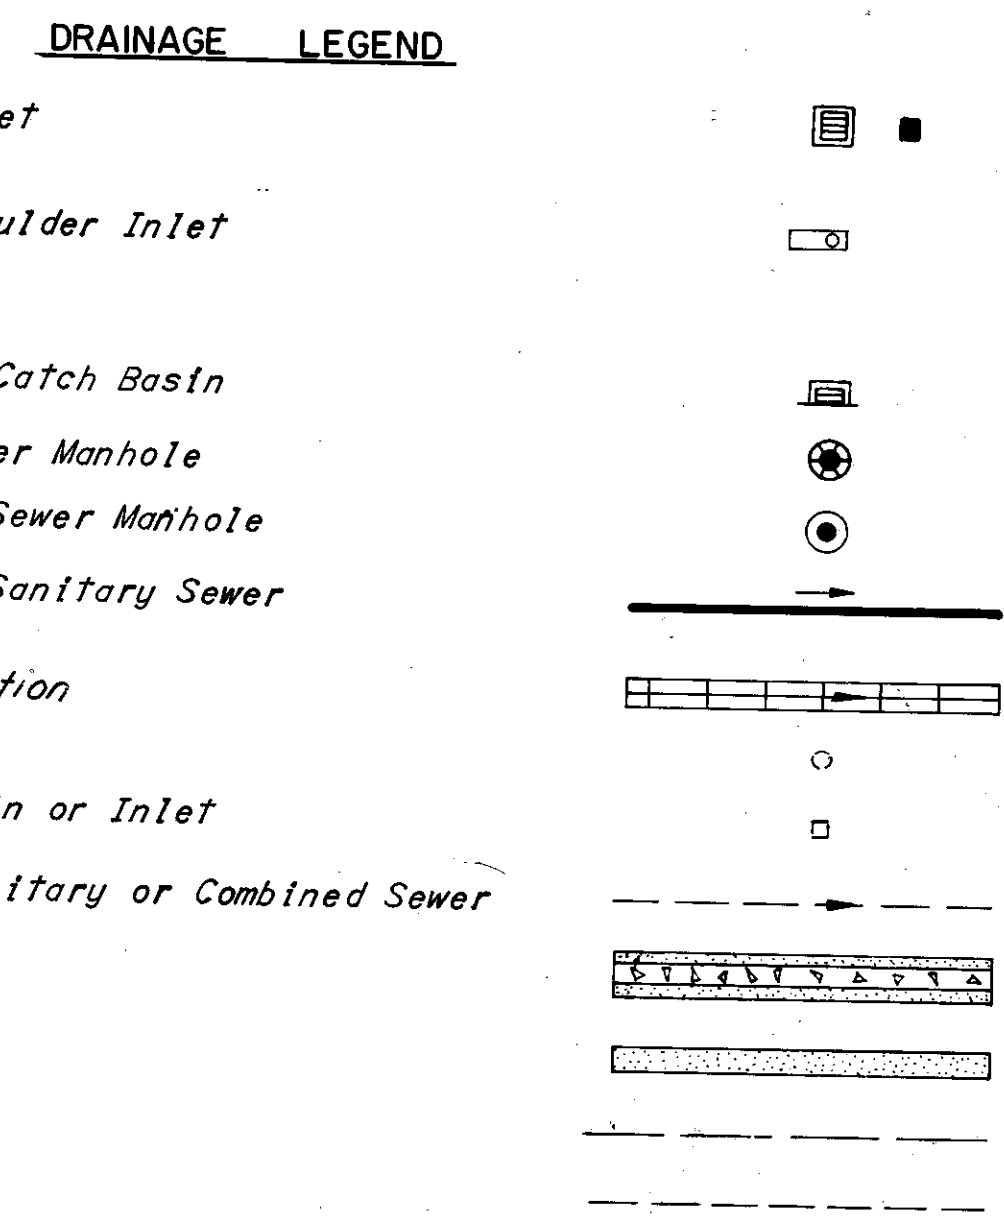 DRAINAGE LEGEND
et
ulder Inlet
Catch Basin
er Manhole
Sewer Manhole
Sanitary Sewer
tion
in or Inlet
itary or Combined Sewer